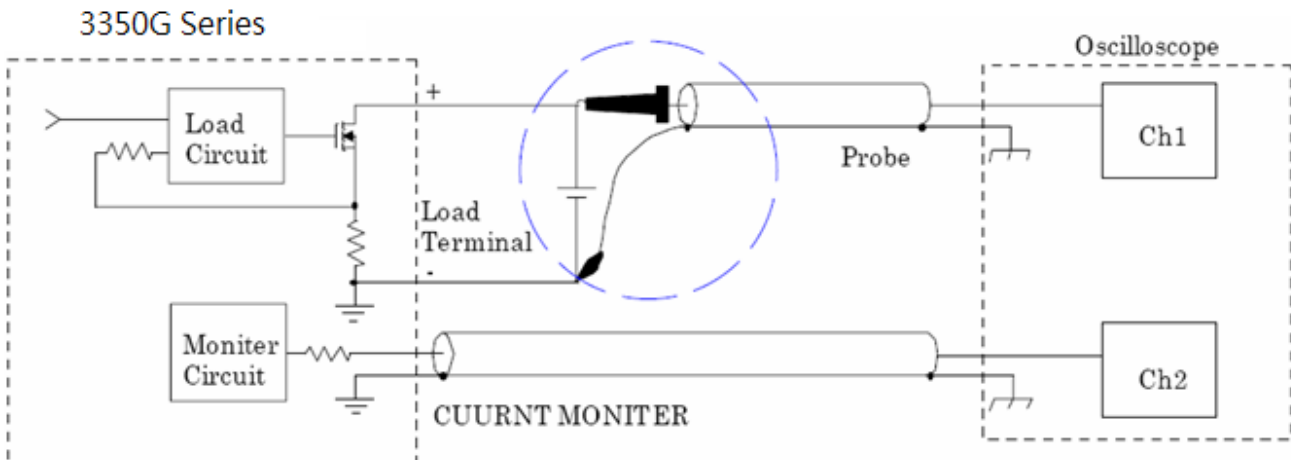 3350G Series
Oscilloscope
+
Load
Circuit
Ch1
Probe
Load
Terminal
-
Moniter
Circuit
Ch2
CUURNT MONITER